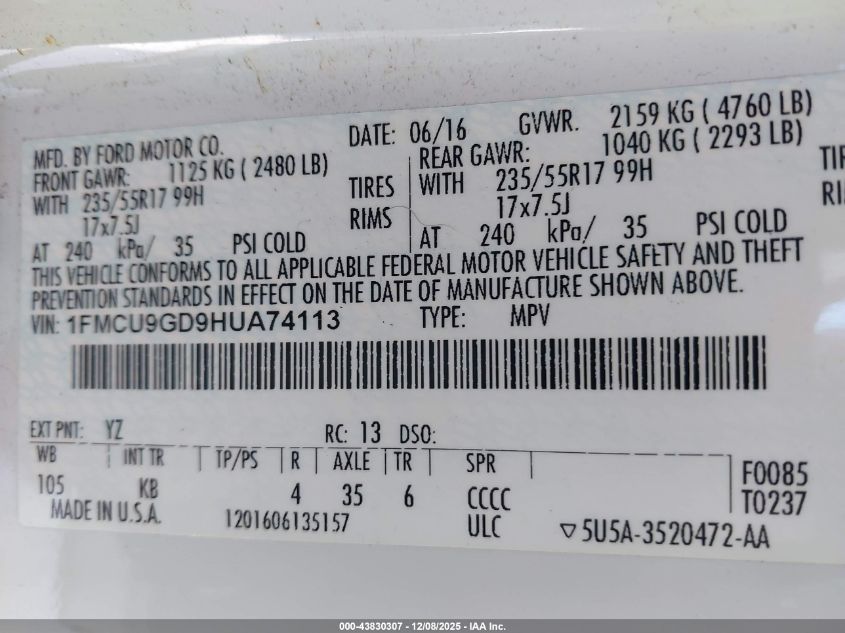 MFD. BY FORD MOTOR CO. DATE: 06/16 GVWR. 2159 KG ( 4760 LB)
FRONT GAWR: 1125 KG ( 2480 LB) REAR GAWR: 1040 KG ( 2293 LB)
WITH 235/55R17 99H TIRES WITH 235/55R17 99H
17x7.5J RIMS 17x7.5J
AT 240 kPa/ 35 PSI COLD AT 240 kPa/ 35 PSI COLD
THIS VEHICLE CONFORMS TO ALL APPLICABLE FEDERAL MOTOR VEHICLE SAFETY AND THEFT
PREVENTION STANDARDS IN EFFECT ON THE DATE OF MANUFACTURE SHOWN ABOVE.
VIN: 1FMCU9GD9HUA74113 TYPE: MPV
EXT PNT: YZ RC: 13 DSO:
WB INT TR TP/PS R AXLE TR SPR F0085
105 KB 4 35 6 CCCC T0237
MADE IN U.S.A. 1201606135157 ULC ▽5U5A-3520472-AA
000-43830307 - 12/08/2025 - IAA Inc.